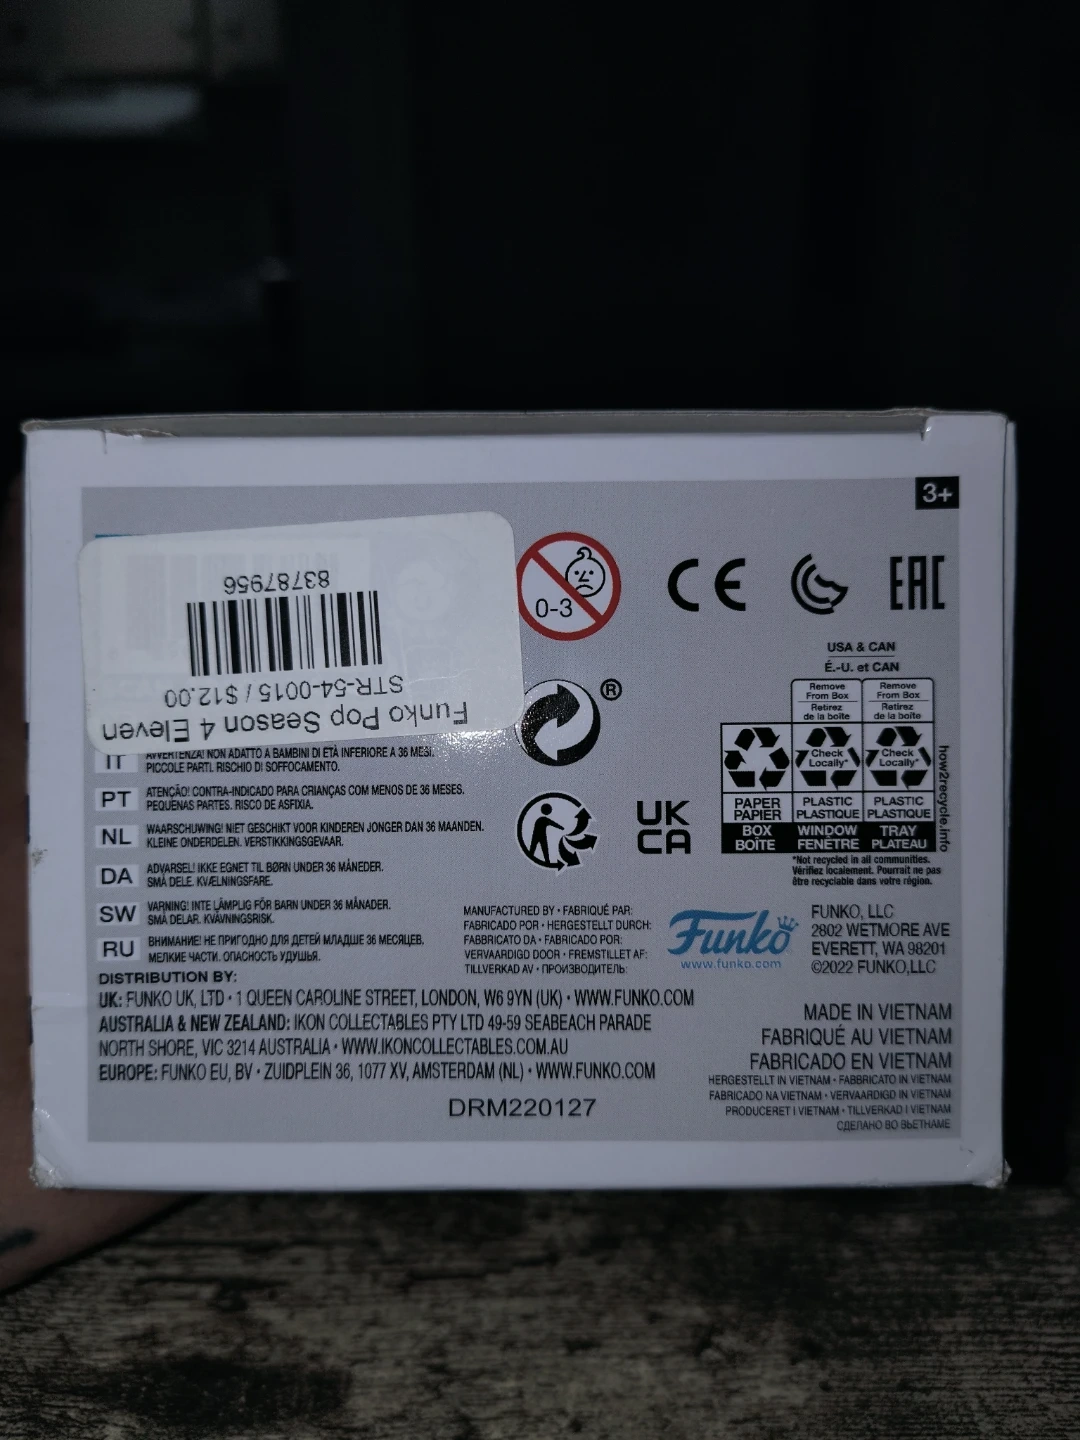 3+
Funko Pop Season 4 Eleven
STR-54-0015 / $12.00
83787956
0-3
CE
EAC
®
UK
CA
USA & CAN
É.-U. et CAN
Remove From Box
Retirez de la boîte
Remove From Box
Retirez de la boîte
Check Locally*
Check Locally*
PAPER
PAPIER
BOX
BOÎTE
PLASTIC
PLASTIQUE
WINDOW
FENÊTRE
PLASTIC
PLASTIQUE
TRAY
PLATEAU
how2recycle.info
*Not recycled in all communities.
Vérifiez localement. Pourrait ne pas
être recyclable dans votre région.
IT AVVERTENZA! NON ADATTO A BAMBINI DI ETÀ INFERIORE A 36 MESI.
PICCOLE PARTI. RISCHIO DI SOFFOCAMENTO.
PT ATENÇÃO! CONTRA-INDICADO PARA CRIANÇAS COM MENOS DE 36 MESES.
PEQUENAS PARTES. RISCO DE ASFIXIA.
NL WAARSCHUWING! NIET GESCHIKT VOOR KINDEREN JONGER DAN 36 MAANDEN.
KLEINE ONDERDELEN. VERSTIKKINGSGEVAAR.
DA ADVARSEL! IKKE EGNET TIL BØRN UNDER 36 MÅNEDER.
SMÅ DELE. KVÆLNINGSFARE.
SW VARNING! INTE LÄMPLIG FÖR BARN UNDER 36 MÅNADER.
SMÅ DELAR. KVÄVNINGSRISK.
RU ВНИМАНИЕ! НЕ ПРИГОДНО ДЛЯ ДЕТЕЙ МЛАДШЕ 36 МЕСЯЦЕВ.
МЕЛКИЕ ЧАСТИ. ОПАСНОСТЬ УДУШЬЯ.
MANUFACTURED BY • FABRIQUÉ PAR:
FABRICADO POR • HERGESTELLT DURCH:
FABBRICATO DA • FABRICADO POR:
VERVAARDIGD DOOR • FREMSTILLET AF:
TILLVERKAD AV • ПРОИЗВОДИТЕЛЬ:
Funko
www.funko.com
FUNKO, LLC
2802 WETMORE AVE
EVERETT, WA 98201
©2022 FUNKO,LLC
DISTRIBUTION BY:
UK: FUNKO UK, LTD • 1 QUEEN CAROLINE STREET, LONDON, W6 9YN (UK) • WWW.FUNKO.COM
AUSTRALIA & NEW ZEALAND: IKON COLLECTABLES PTY LTD 49-59 SEABEACH PARADE
NORTH SHORE, VIC 3214 AUSTRALIA • WWW.IKONCOLLECTABLES.COM.AU
EUROPE: FUNKO EU, BV • ZUIDPLEIN 36, 1077 XV, AMSTERDAM (NL) • WWW.FUNKO.COM
DRM220127
MADE IN VIETNAM
FABRIQUÉ AU VIETNAM
FABRICADO EN VIETNAM
HERGESTELLT IN VIETNAM • FABBRICATO IN VIETNAM
FABRICADO NA VIETNAM • VERVAARDIGD IN VIETNAM
PRODUCERET I VIETNAM • TILLVERKAD I VIETNAM
СДЕЛАНО ВО ВЬЕТНАМЕ